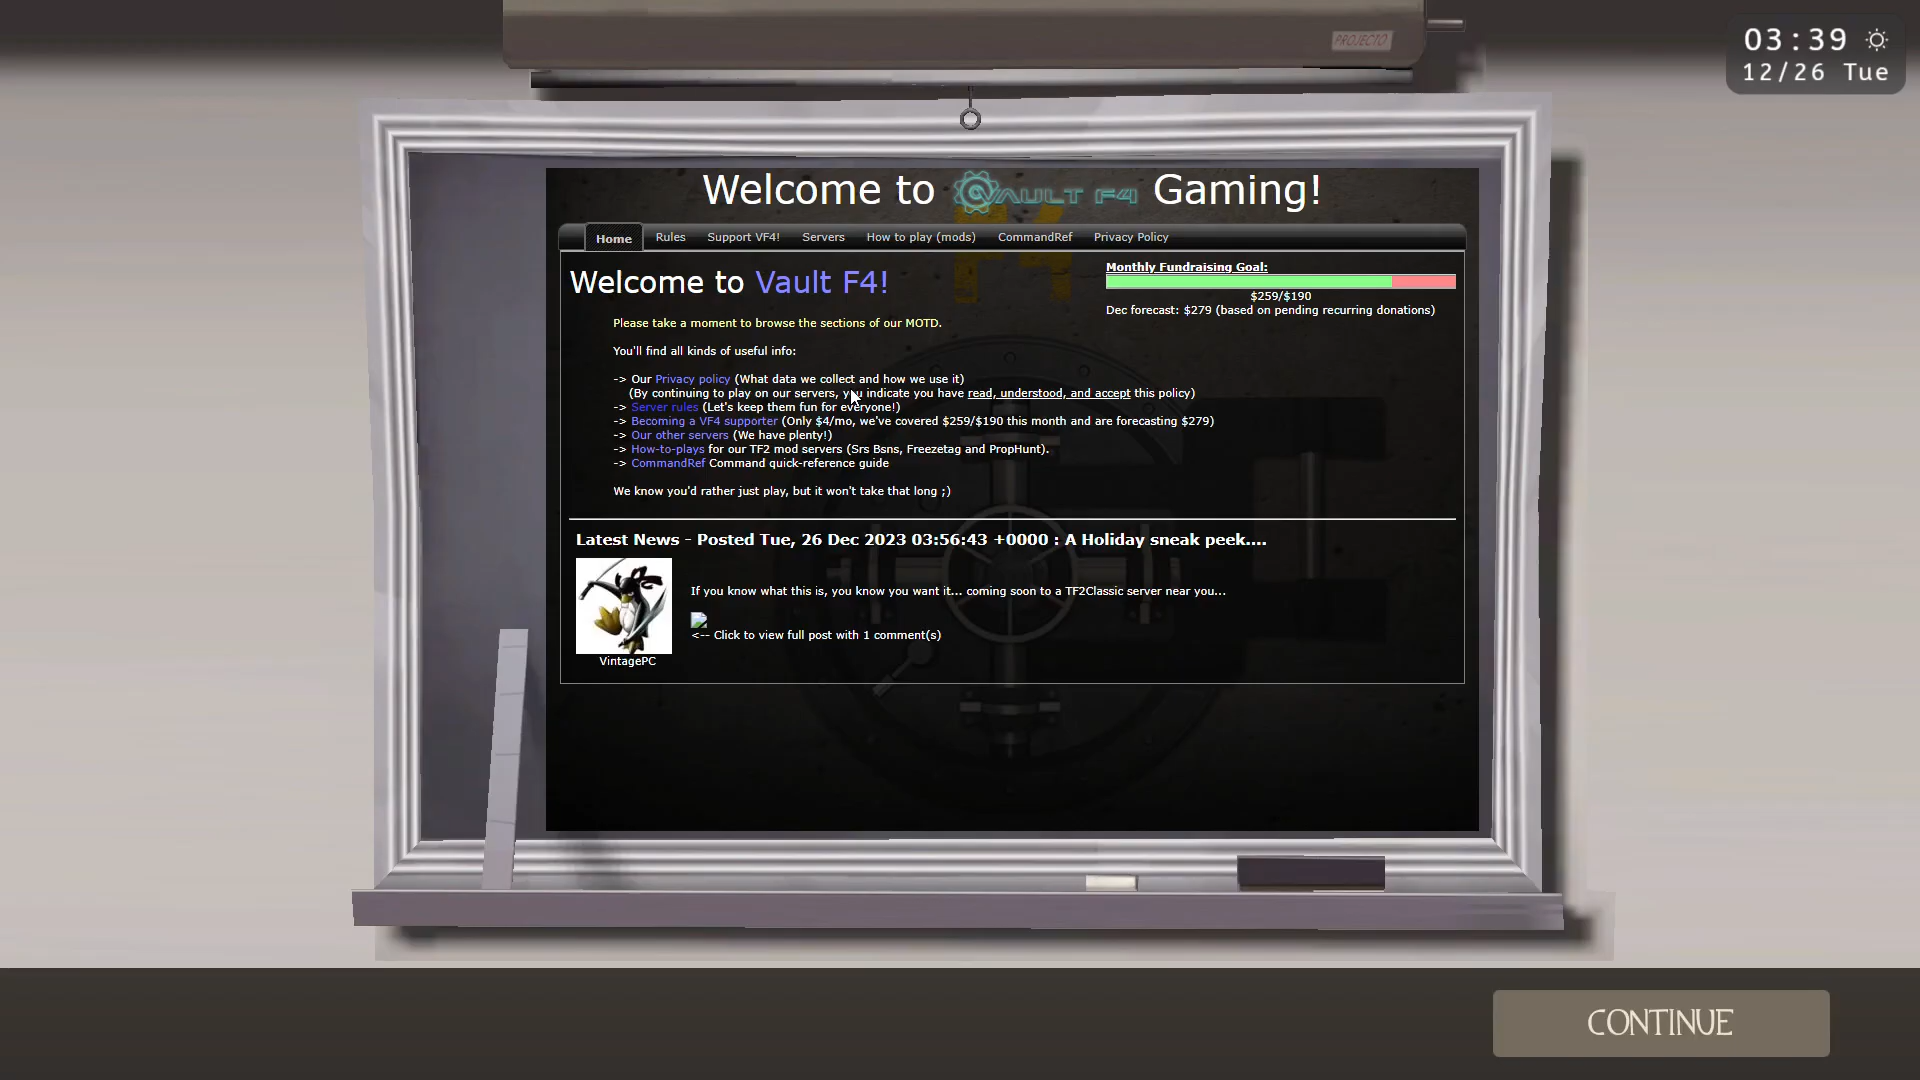 PROJECTO
03:39
12/26 Tue
Welcome to VAULT F4 Gaming!
Home Rules Support VF4! Servers How to play (mods) CommandRef Privacy Policy
Welcome to Vault F4!
Monthly Fundraising Goal:
$259/$190
Dec forecast: $279 (based on pending recurring donations)
Please take a moment to browse the sections of our MOTD.
You'll find all kinds of useful info:
-> Our Privacy policy (What data we collect and how we use it)
(By continuing to play on our servers, you indicate you have read, understood, and accept this policy)
-> Server rules (Let's keep them fun for everyone!)
-> Becoming a VF4 supporter (Only $4/mo, we've covered $259/$190 this month and are forecasting $279)
-> Our other servers (We have plenty!)
-> How-to-plays for our TF2 mod servers (Srs Bsns, Freezetag and PropHunt).
-> CommandRef Command quick-reference guide
We know you'd rather just play, but it won't take that long ;)
Latest News - Posted Tue, 26 Dec 2023 03:56:43 +0000 : A Holiday sneak peek....
If you know what this is, you know you want it... coming soon to a TF2Classic server near you...
<-- Click to view full post with 1 comment(s)
VintagePC
CONTINUE